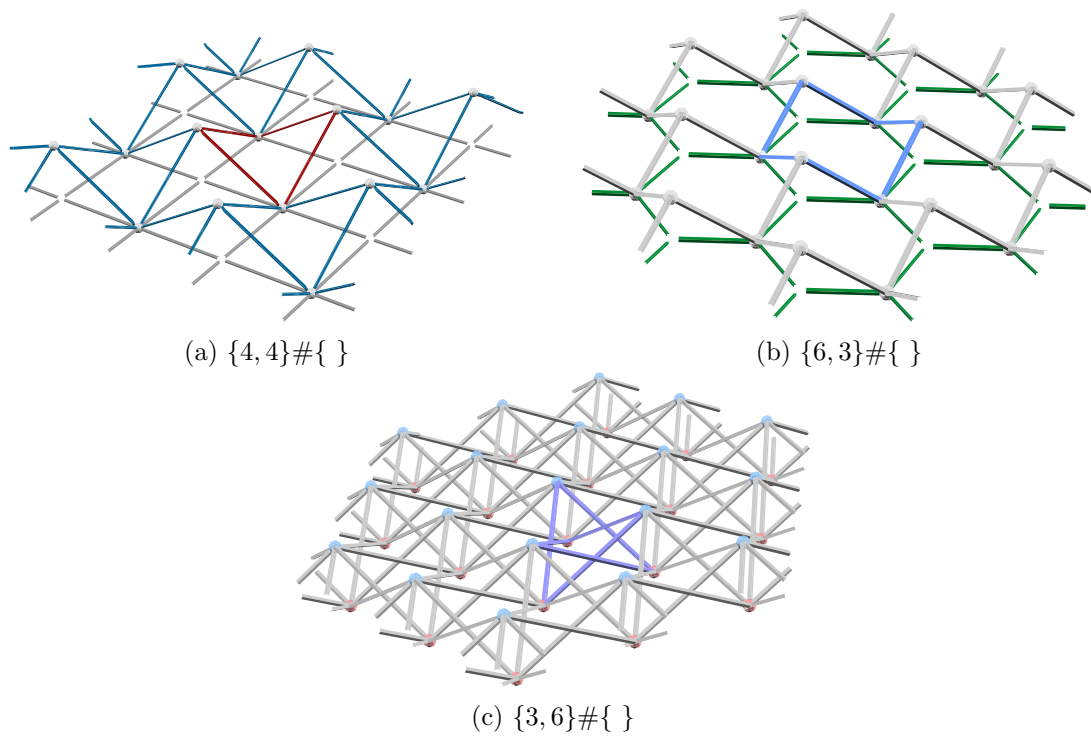 (a) {4, 4}#{ }
(b) {6, 3}#{ }
(c) {3, 6}#{ }